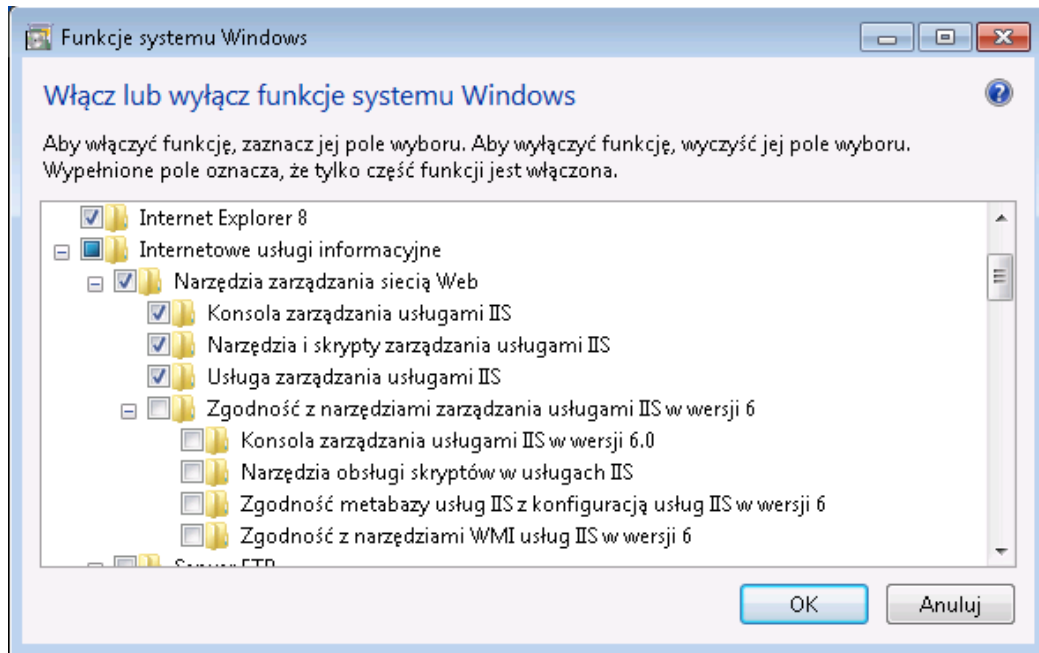 Funkcje systemu Windows
Włącz lub wyłącz funkcje systemu Windows
Aby włączyć funkcję, zaznacz jej pole wyboru. Aby wyłączyć funkcję, wyczyść jej pole wyboru.
Wypełnione pole oznacza, że tylko część funkcji jest włączona.
Internet Explorer 8
Internetowe usługi informacyjne
Narzędzia zarządzania siecią Web
Konsola zarządzania usługami IIS
Narzędzia i skrypty zarządzania usługami IIS
Usługa zarządzania usługami IIS
Zgodność z narzędziami zarządzania usługami IIS w wersji 6
Konsola zarządzania usługami IIS w wersji 6.0
Narzędzia obsługi skryptów w usługach IIS
Zgodność metabazy usług IIS z konfiguracją usług IIS w wersji 6
Zgodność z narzędziami WMI usług IIS w wersji 6
OK
Anuluj